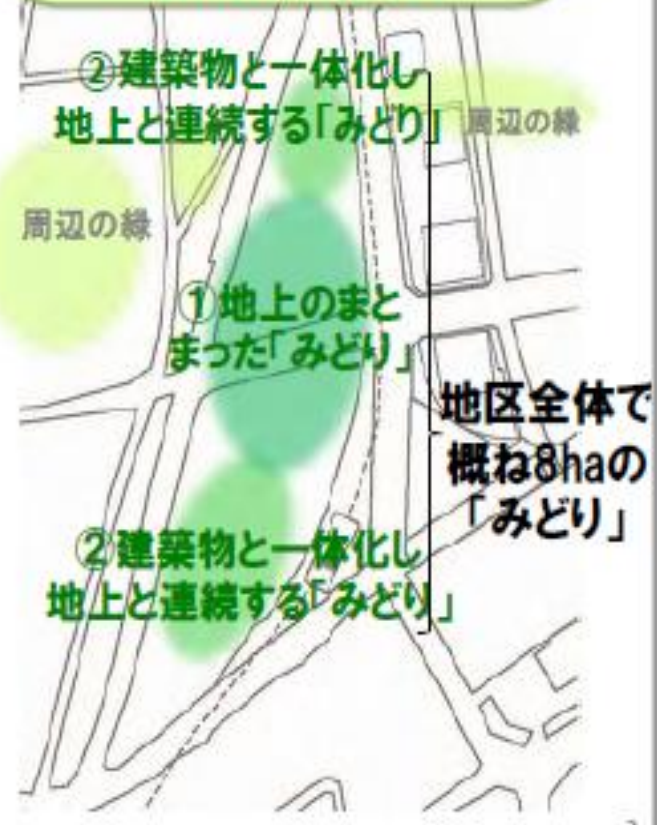 ②建築物と一体化し
地上と連続する「みどり」
周辺の緑
周辺の緑
①地上のまと
まった「みどり」
地区全体で
概ね8haの
「みどり」
②建築物と一体化し
地上と連続する「みどり」